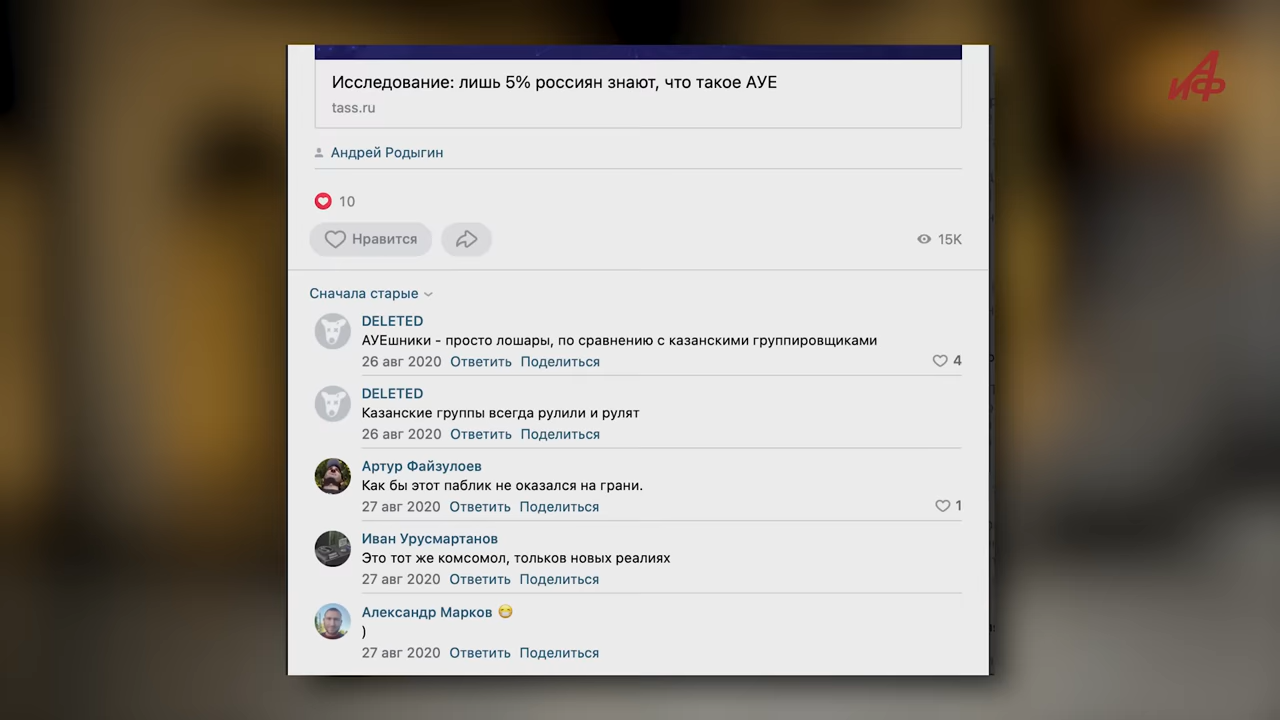 Исследование: лишь 5% россиян знают, что такое АУЕ
АиФ
tass.ru
Андрей Родыгин
10
Нравится
15K
Сначала старые
DELETED
АУЕшники - просто лошары, по сравнению с казанскими группировщиками
26 авг 2020 Ответить Поделиться 4
DELETED
Казанские группы всегда рулили и рулят
26 авг 2020 Ответить Поделиться
Артур Файзулоев
Как бы этот паблик не оказался на грани.
27 авг 2020 Ответить Поделиться 1
Иван Урусмартанов
Это тот же комсомол, тольков новых реалиях
27 авг 2020 Ответить Поделиться
Александр Марков 😁
)
27 авг 2020 Ответить Поделиться